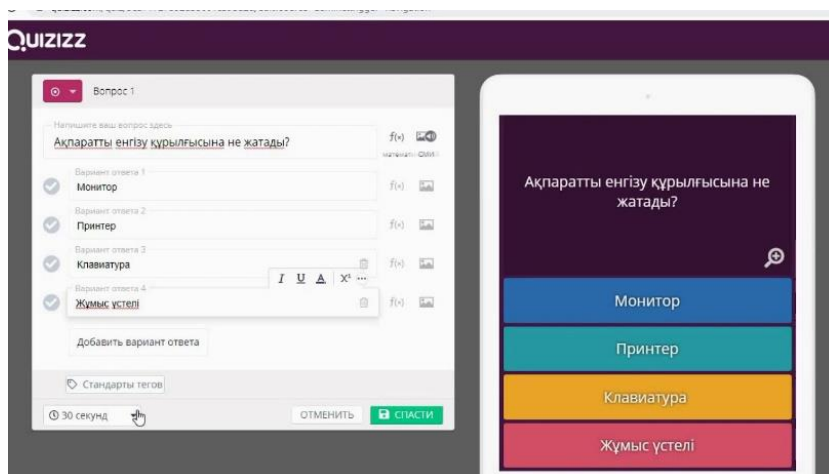 QUIZIZZ
Вопрос 1
Напишите ваш вопрос здесь
Ақпаратты енгізу құрылғысына не жатады?
f(x)
Вариант ответа 1
Монитор
f(x)
Вариант ответа 2
Принтер
f(x)
Вариант ответа 3
Клавиатура
f(x)
I U A X² ...
Вариант ответа 4
Жұмыс үстелі
f(x)
Добавить вариант ответа
Стандарты тегов
30 секунд
ОТМЕНИТЬ
СПАСТИ
Ақпаратты енгізу құрылғысына не
жатады?
Монитор
Принтер
Клавиатура
Жұмыс үстелі